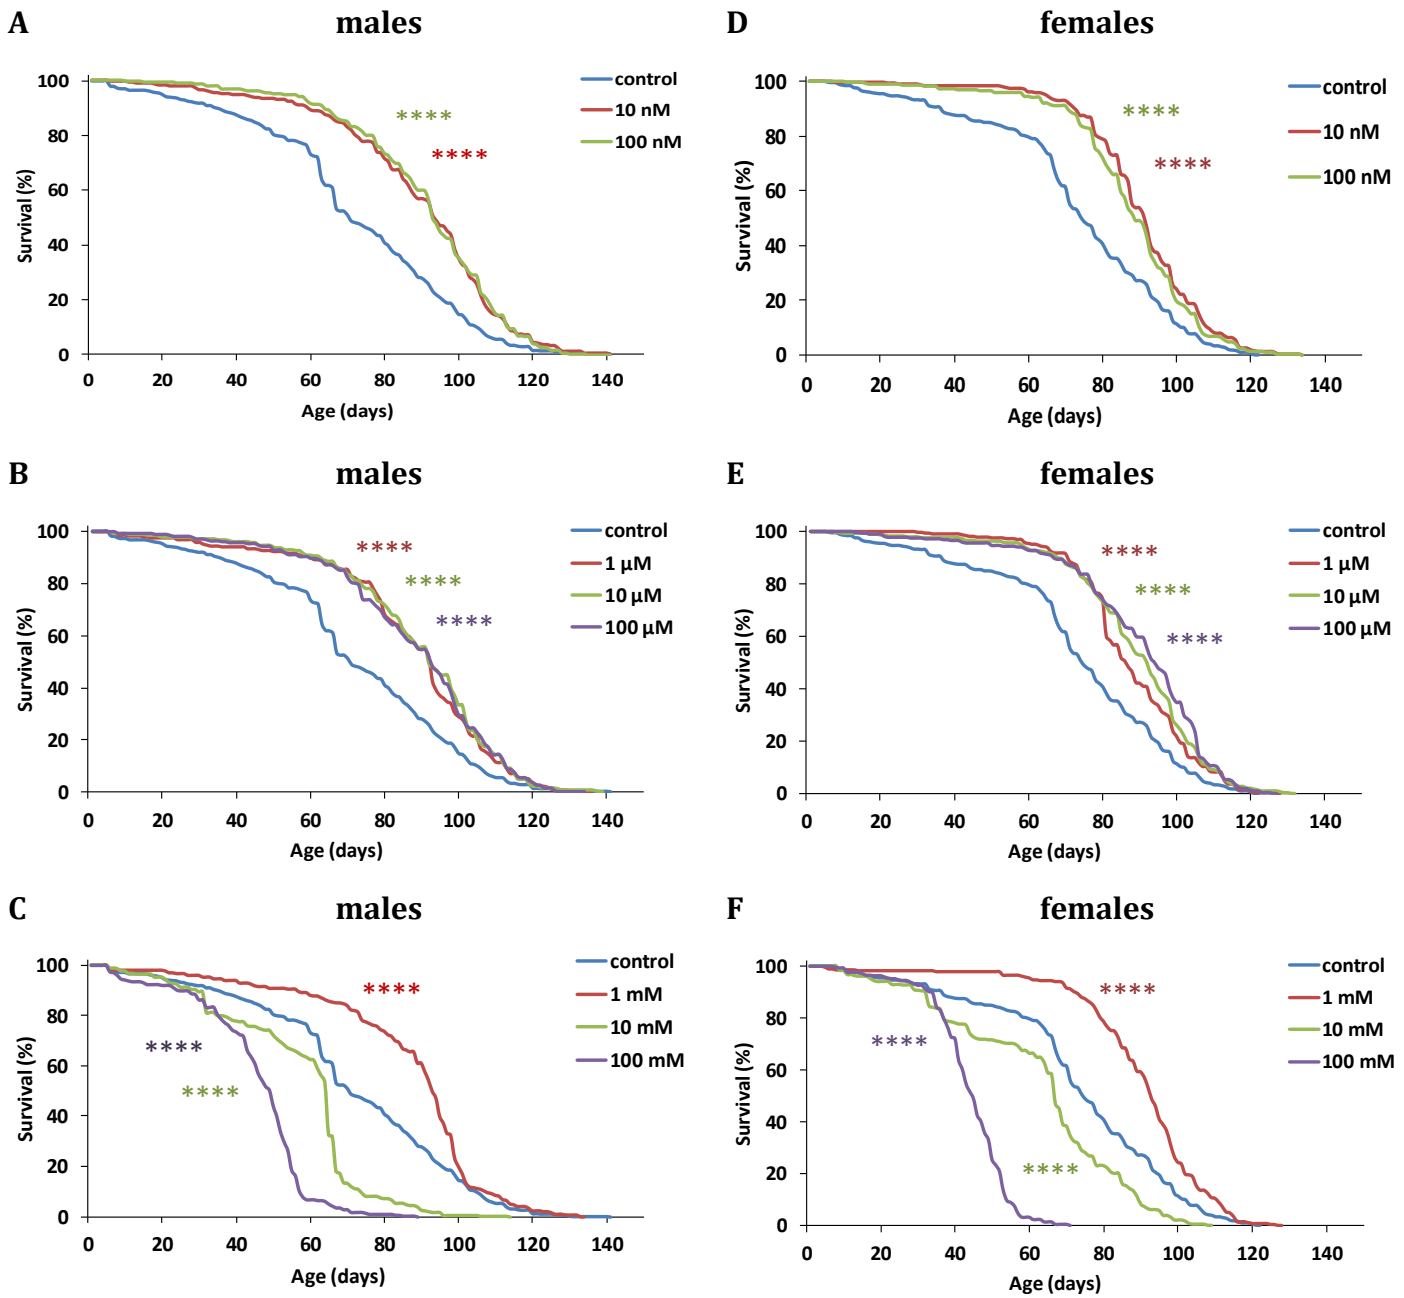 A
males
control
10 nM
100 nM
****
****
Survival (%)
100
80
60
40
20
0
0 20 40 60 80 100 120 140
Age (days)
D
females
control
10 nM
100 nM
****
****
Survival (%)
100
80
60
40
20
0
0 20 40 60 80 100 120 140
Age (days)
B
males
control
1 µM
10 µM
100 µM
****
****
****
Survival (%)
100
80
60
40
20
0
0 20 40 60 80 100 120 140
Age (days)
E
females
control
1 µM
10 µM
100 µM
****
****
****
Survival (%)
100
80
60
40
20
0
0 20 40 60 80 100 120 140
Age (days)
C
males
control
1 mM
10 mM
100 mM
****
****
****
Survival (%)
100
80
60
40
20
0
0 20 40 60 80 100 120 140
Age (days)
F
females
control
1 mM
10 mM
100 mM
****
****
****
Survival (%)
100
80
60
40
20
0
0 20 40 60 80 100 120 140
Age (days)